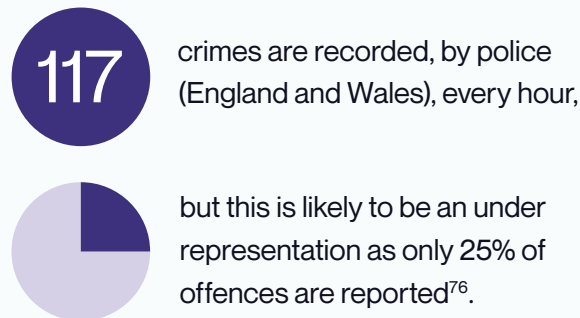 117
crimes are recorded, by police
(England and Wales), every hour,
but this is likely to be an under
representation as only 25% of
offences are reported⁷⁶.